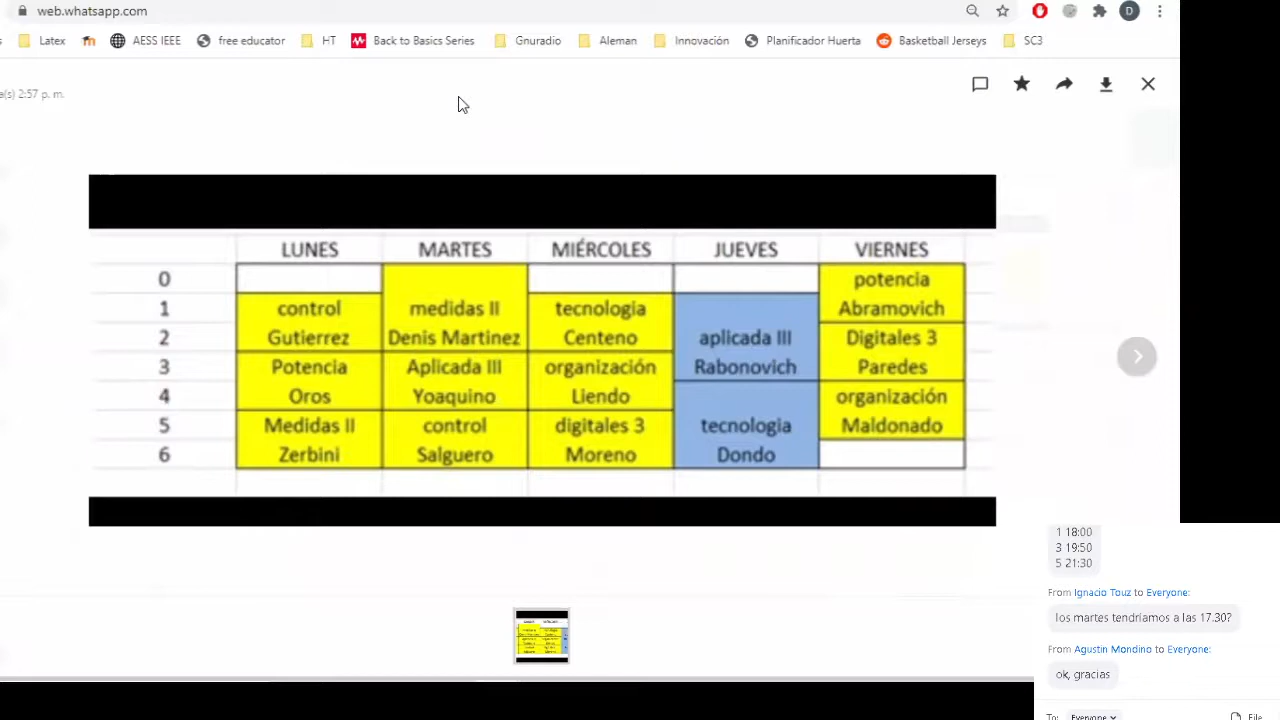 web.whatsapp.com
Latex AESS IEEE free educator HT Back to Basics Series Gnuradio Aleman Innovación Planificador Huerta Basketball Jerseys SC3
D
2:57 p. m.
LUNES MARTES MIÉRCOLES JUEVES VIERNES
0 potencia
1 control medidas II tecnologia Abramovich
2 Gutierrez Denis Martinez Centeno aplicada III Digitales 3
3 Potencia Aplicada III organización Rabonovich Paredes
4 Oros Yoaquino Liendo organización
5 Medidas II control digitales 3 tecnologia Maldonado
6 Zerbini Salguero Moreno Dondo
1 18:00
3 19:50
5 21:30
From Ignacio Touz to Everyone:
los martes tendriamos a las 17.30?
From Agustin Mondino to Everyone:
ok, gracias
To: Everyone File